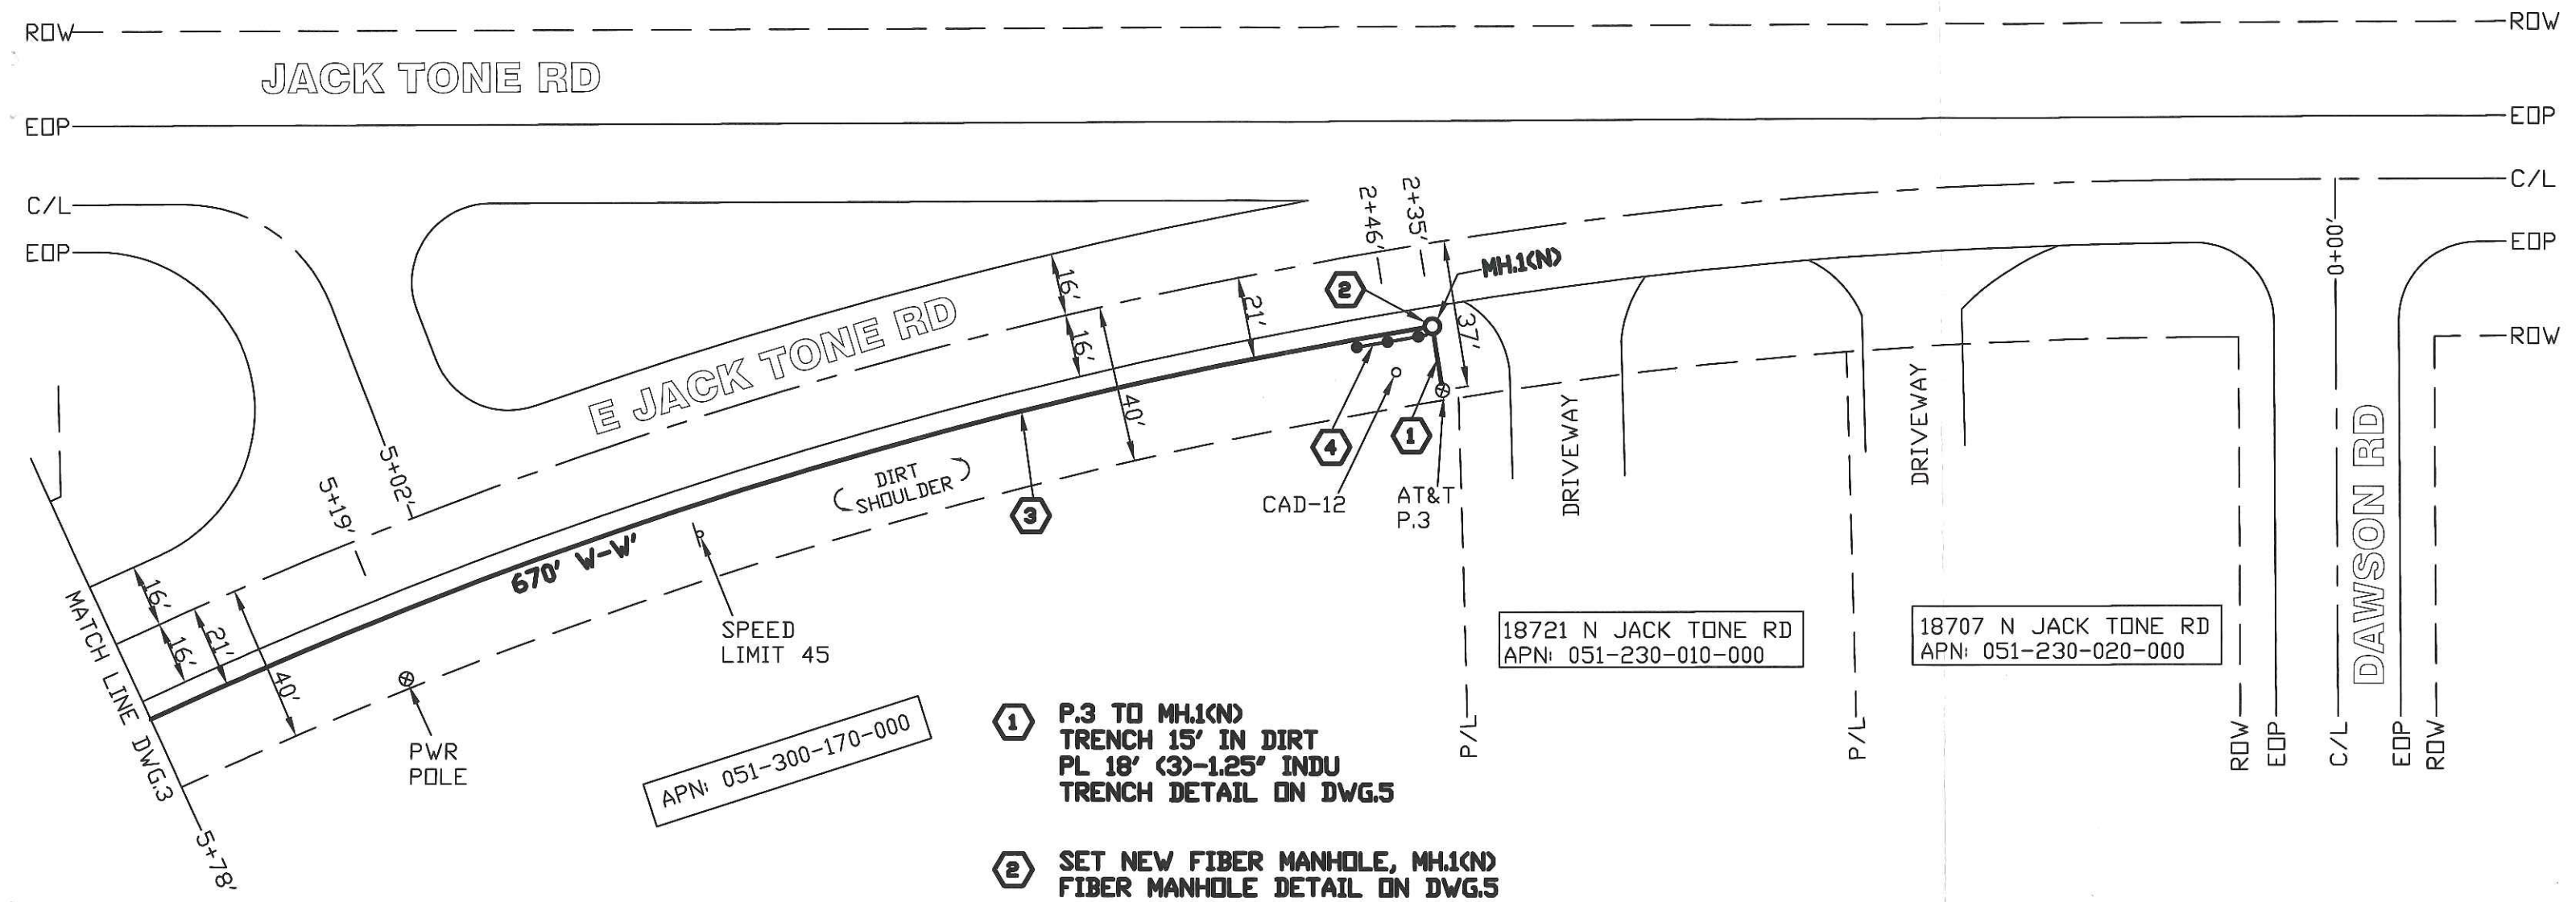 ROW
ROW
JACK TONE RD
EOP
EOP
C/L
C/L
EOP
EOP
2+46'
2+35'
0+00'
MH.1(N)
2
16'
16'
21'
37'
40'
E JACK TONE RD
ROW
5+02'
5+19'
DIRT
SHOULDER
3
4
1
CAD-12
AT&T
P.3
DRIVEWAY
DRIVEWAY
DAWSON RD
670' W-W'
SPEED
LIMIT 45
16'
16'
21'
40'
MATCH LINE DWG.3
5+78'
PWR
POLE
APN: 051-300-170-000
18721 N JACK TONE RD
APN: 051-230-010-000
18707 N JACK TONE RD
APN: 051-230-020-000
P/L
P/L
ROW
EOP
C/L
EOP
ROW
1 P.3 TO MH.1(N)
TRENCH 15' IN DIRT
PL 18' (3)-1.25" INDU
TRENCH DETAIL ON DWG.5
2 SET NEW FIBER MANHOLE, MH.1(N)
FIBER MANHOLE DETAIL ON DWG.5